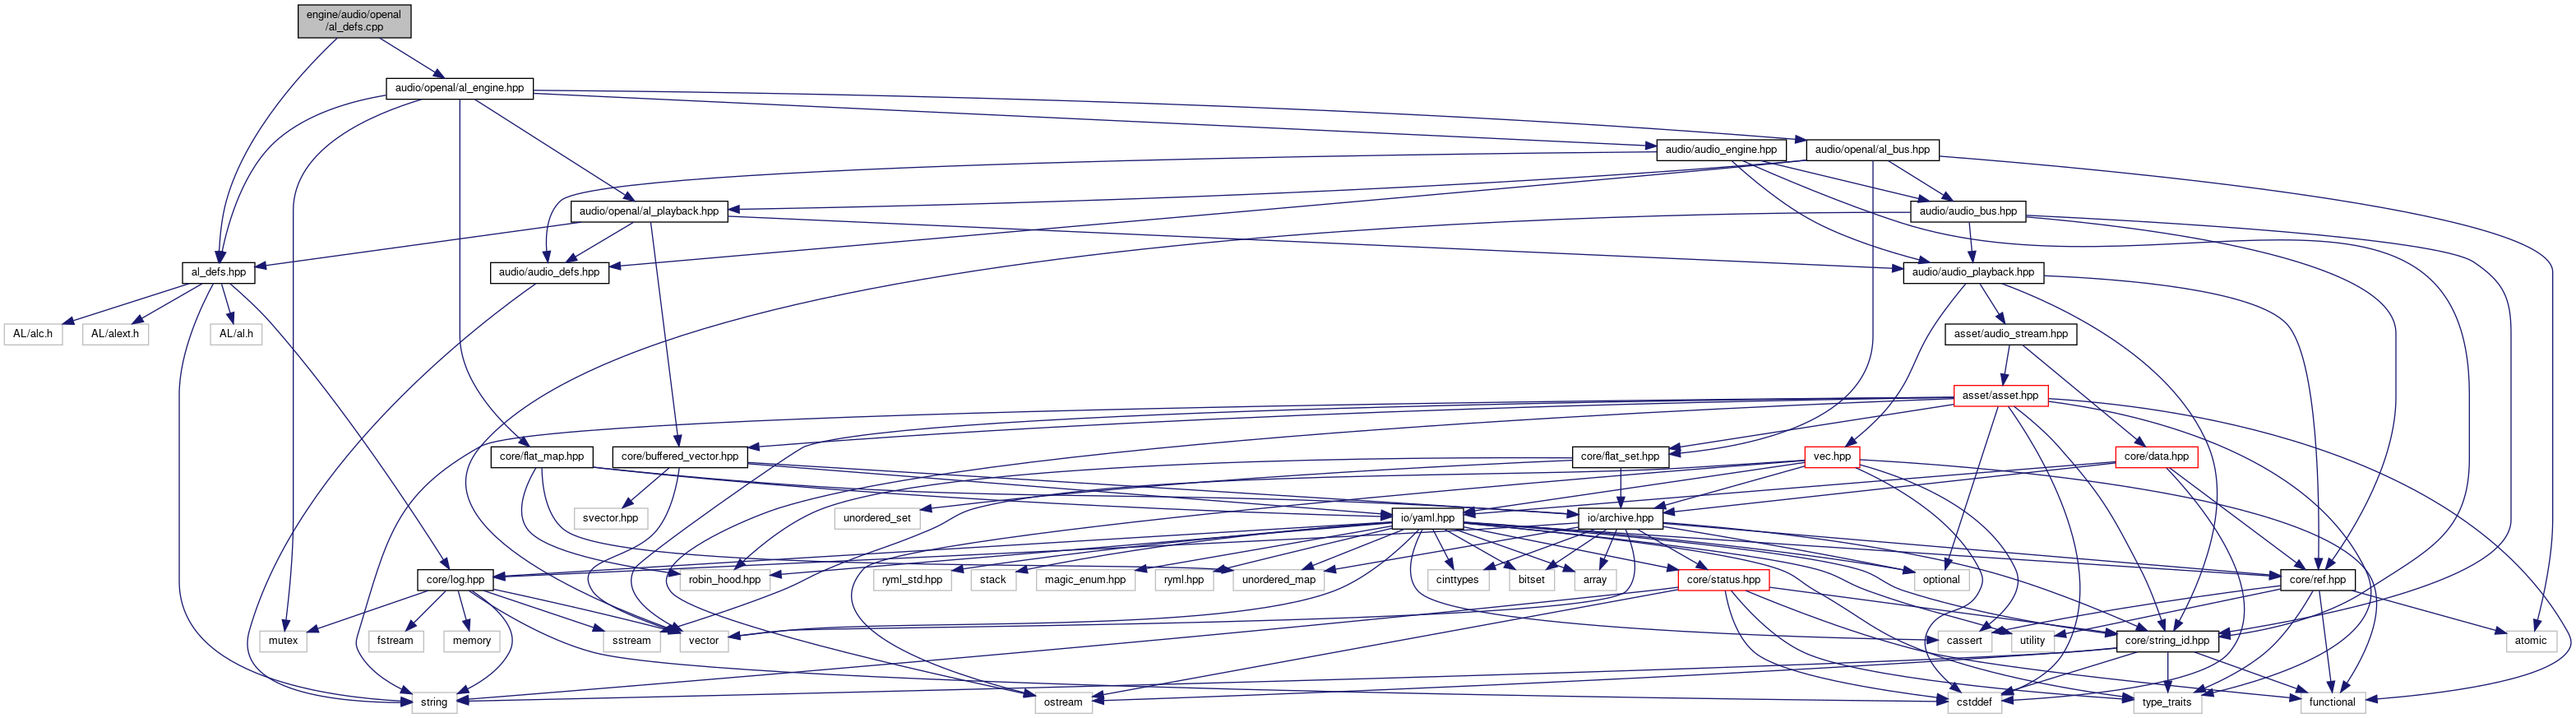 engine/audio/openal
/al_defs.cpp
audio/openal/al_engine.hpp
audio/audio_engine.hpp
audio/openal/al_bus.hpp
audio/openal/al_playback.hpp
audio/audio_bus.hpp
al_defs.hpp
audio/audio_defs.hpp
audio/audio_playback.hpp
AL/alc.h
AL/alext.h
AL/al.h
asset/audio_stream.hpp
asset/asset.hpp
core/flat_map.hpp
core/buffered_vector.hpp
core/flat_set.hpp
vec.hpp
core/data.hpp
svector.hpp
unordered_set
io/yaml.hpp
io/archive.hpp
core/log.hpp
robin_hood.hpp
ryml_std.hpp
stack
magic_enum.hpp
ryml.hpp
unordered_map
cinttypes
bitset
array
core/status.hpp
optional
core/ref.hpp
mutex
fstream
memory
sstream
vector
cassert
utility
core/string_id.hpp
atomic
string
ostream
cstddef
type_traits
functional